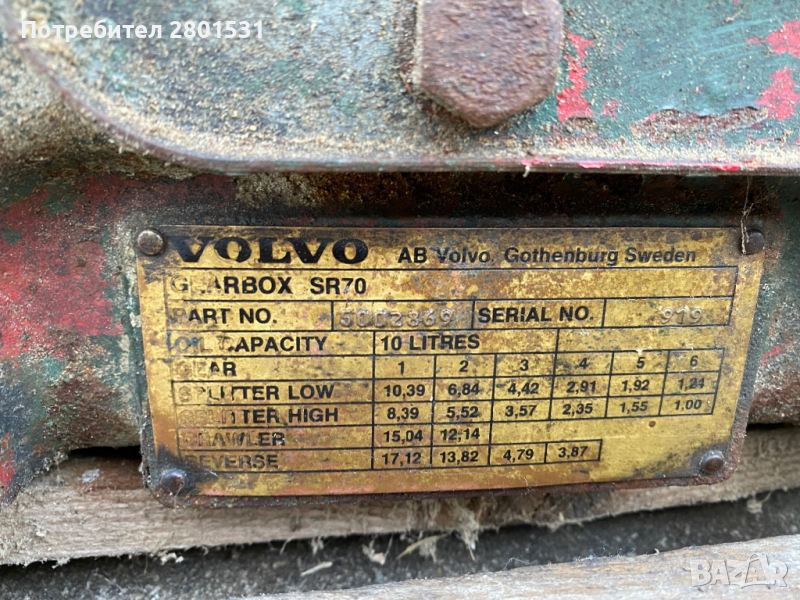 Потребител 2801531
VOLVO AB Volvo, Gothenburg Sweden
GEARBOX SR70
PART NO. SERIAL NO. 919
OIL CAPACITY 10 LITRES
GEAR 1 2 3 4 5 6
SPLITTER LOW 10,39 6,84 4,42 2,91 1,92 1,24
SPLITTER HIGH 8,39 5,52 3,57 2,35 1,55 1,00
CRAWLER 15,04 12,14
REVERSE 17,12 13,82 4,79 3,87
BAZAR